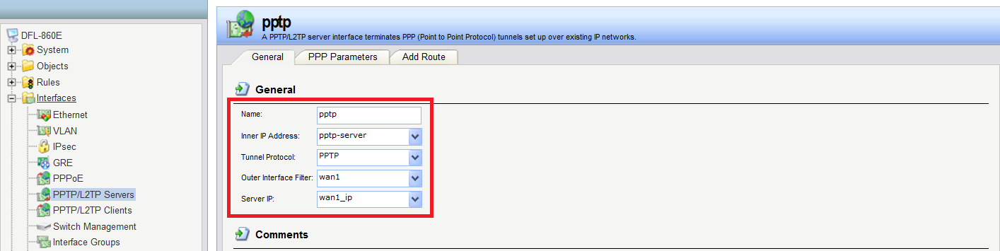 DFL-860E
System
Objects
Rules
Interfaces
Ethernet
VLAN
IPsec
GRE
PPPoE
PPTP/L2TP Servers
PPTP/L2TP Clients
Switch Management
Interface Groups
pptp
A PPTP/L2TP server interface terminates PPP (Point to Point Protocol) tunnels set up over existing IP networks.
General PPP Parameters Add Route
General
Name: pptp
Inner IP Address: pptp-server
Tunnel Protocol: PPTP
Outer Interface Filter: wan1
Server IP: wan1_ip
Comments